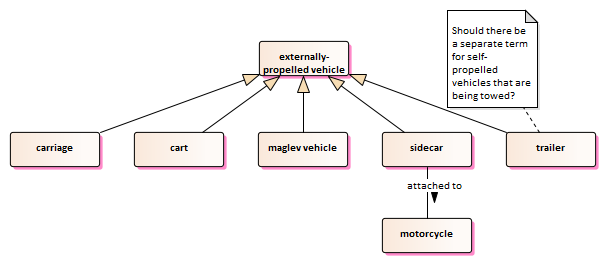 Should there be
a separate term
for self-
propelled
vehicles that are
being towed?
externally-
propelled vehicle
carriage
cart
maglev vehicle
sidecar
trailer
attached to
motorcycle